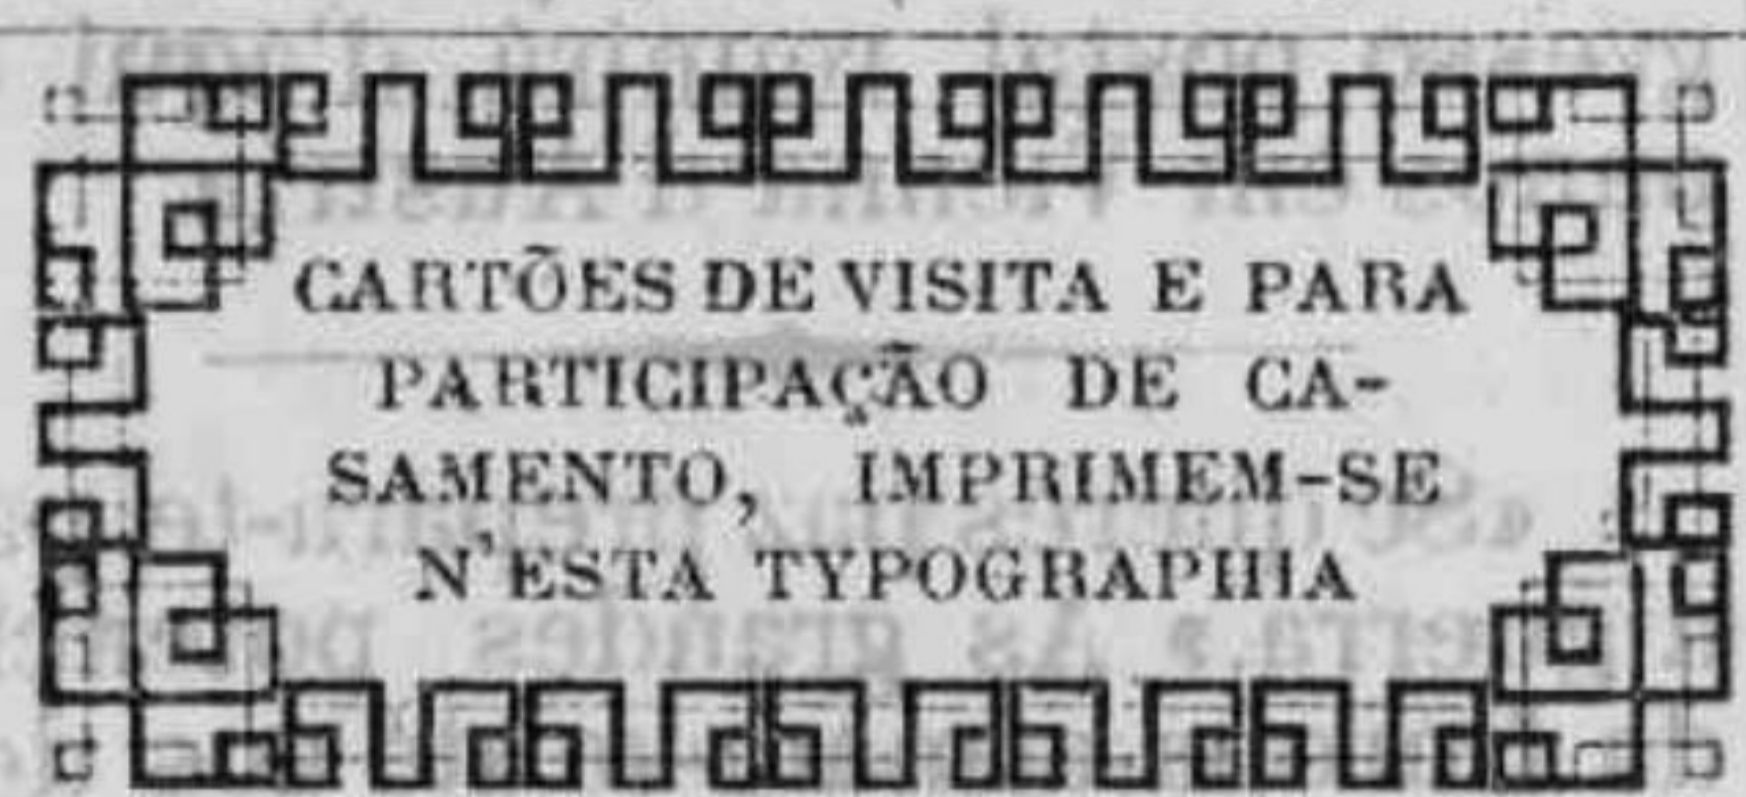 CARTÕES DE VISITA E PARA
PARTICIPAÇÃO DE CA-
SAMENTO, IMPRIMEM-SE
N'ESTA TYPOGRAPHIA